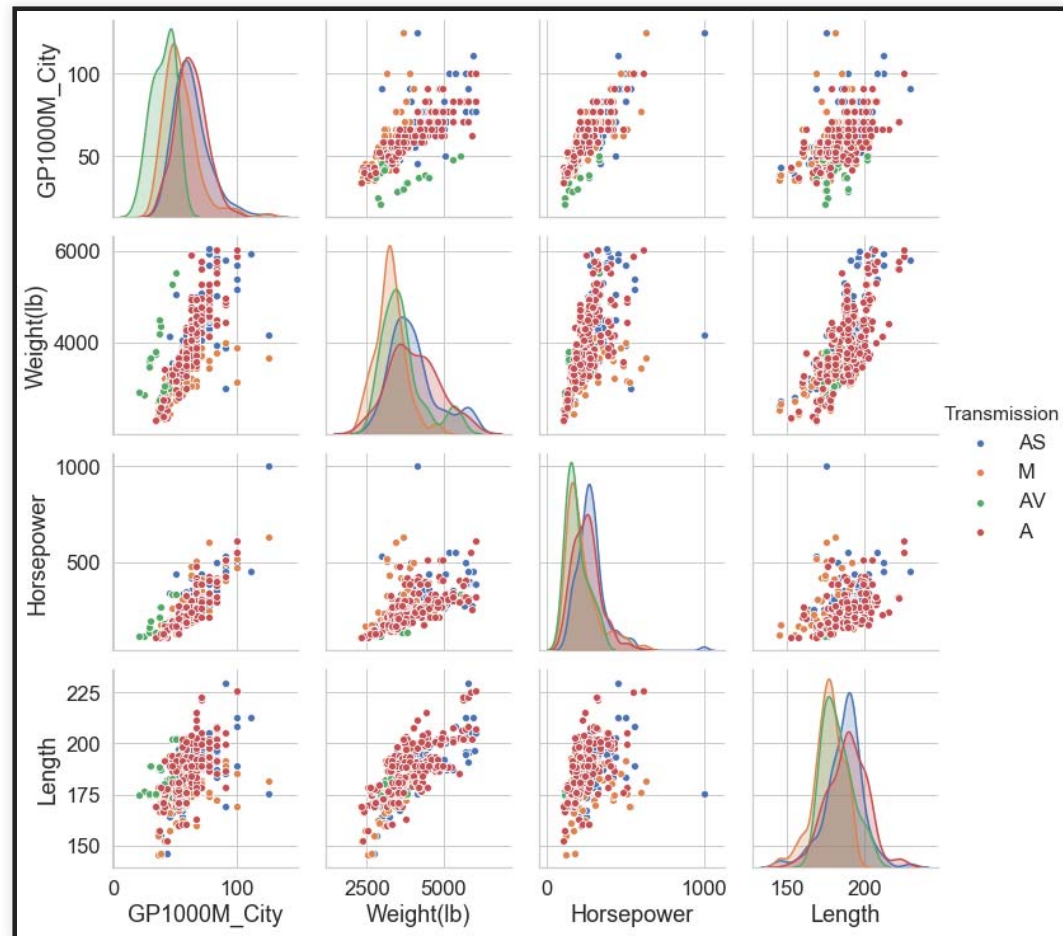 GP1000M_City
100
50
Weight(lb)
6000
4000
Horsepower
1000
500
Length
225
200
175
150
0 100
2500 5000
0 1000
150 200
GP1000M_City
Weight(lb)
Horsepower
Length
Transmission
AS
M
AV
A